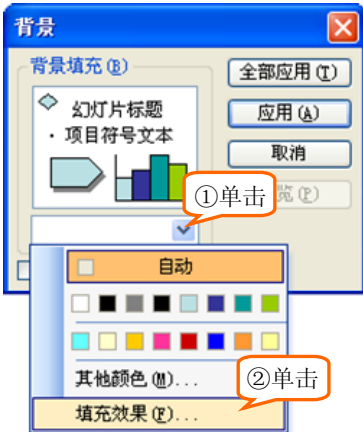 背景
背景填充(B)
全部应用(T)
幻灯片标题
· 项目符号文本
应用(A)
取消
①单击
览(P)
自动
其他颜色(M)...
②单击
填充效果(F)...